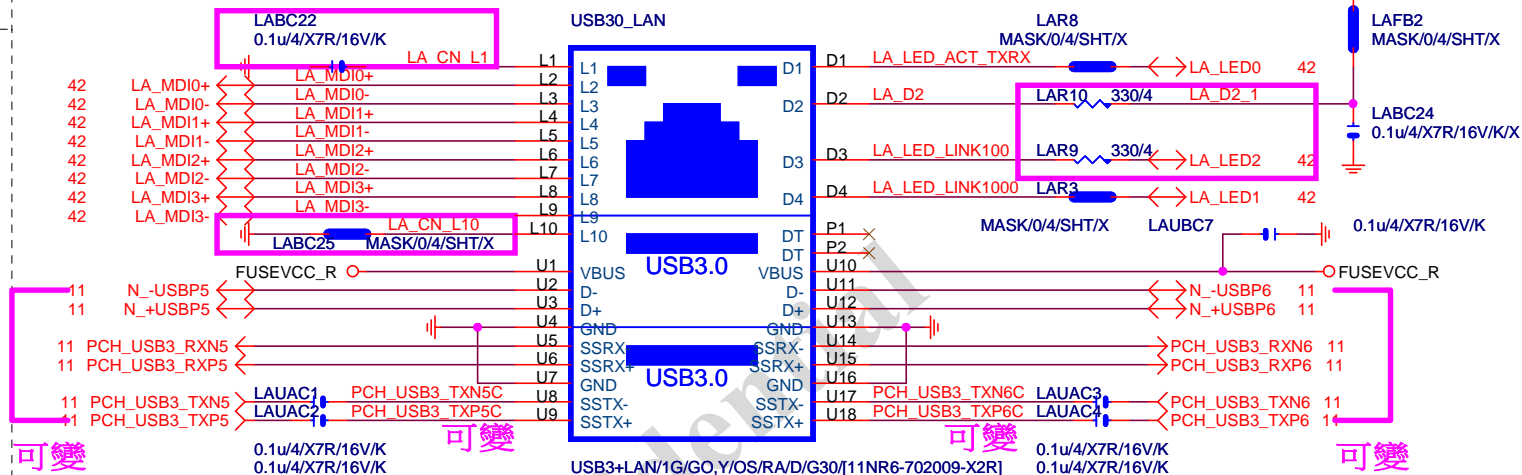 LABC22
0.1u/4/X7R/16V/K
LA_CN_L1
USB30_LAN
LAR8
MASK/0/4/SHT/X
LAFB2
MASK/0/4/SHT/X
42 LA_MDI0+ LA_MDI0+
42 LA_MDI0- LA_MDI0-
42 LA_MDI1+ LA_MDI1+
42 LA_MDI1- LA_MDI1-
42 LA_MDI2+ LA_MDI2+
42 LA_MDI2- LA_MDI2-
42 LA_MDI3+ LA_MDI3+
42 LA_MDI3- LA_MDI3-
LA_CN_L10
LABC25 MASK/0/4/SHT/X
L1 L1
L2 L2
L3 L3
L4 L4
L5 L5
L6 L6
L7 L7
L8 L8
L9 L9
L10 L10
D1 D1 LA_LED_ACT_TXRX LA_LED0 42
D2 D2 LA_D2 LAR10 330/4 LA_D2_1
LABC24
0.1u/4/X7R/16V/K/X
D3 D3 LA_LED_LINK100 LAR9 330/4 LA_LED2 42
D4 D4 LA_LED_LINK1000 LAR3 LA_LED1 42
MASK/0/4/SHT/X
LAUBC7 0.1u/4/X7R/16V/K
DT P1
DT P2
USB3.0
FUSEVCC_R U1 VBUS
VBUS U10 FUSEVCC_R
11 N_-USBP5 U2 D-
D- U11 N_-USBP6 11
11 N_+USBP5 U3 D+
D+ U12 N_+USBP6 11
U4 GND
GND U13
11 PCH_USB3_RXN5 U5 SSRX-
SSRX- U14 PCH_USB3_RXN6 11
11 PCH_USB3_RXP5 U6 SSRX+
SSRX+ U15 PCH_USB3_RXP6 11
USB3.0
U7 GND
GND U16
11 PCH_USB3_TXN5 LAUAC1 PCH_USB3_TXN5C U8 SSTX-
SSTX- U17 PCH_USB3_TXN6C LAUAC3 PCH_USB3_TXN6 11
11 PCH_USB3_TXP5 LAUAC2 PCH_USB3_TXP5C U9 SSTX+
SSTX+ U18 PCH_USB3_TXP6C LAUAC4 PCH_USB3_TXP6 11
可變
可變
可變
可變
0.1u/4/X7R/16V/K
0.1u/4/X7R/16V/K
0.1u/4/X7R/16V/K
0.1u/4/X7R/16V/K
USB3+LAN/1G/GO,Y/OS/RA/D/G30/[11NR6-702009-X2R]
dential